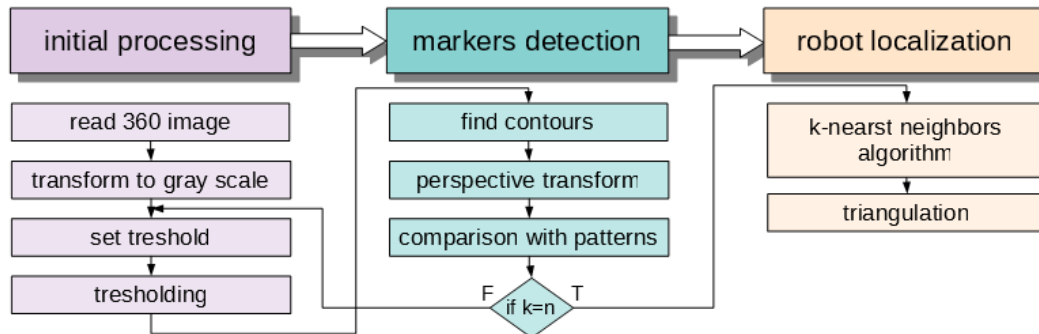 initial processing
markers detection
robot localization
read 360 image
transform to gray scale
set treshold
tresholding
find contours
perspective transform
comparison with patterns
F
if k=n
T
k-nearst neighbors
algorithm
triangulation